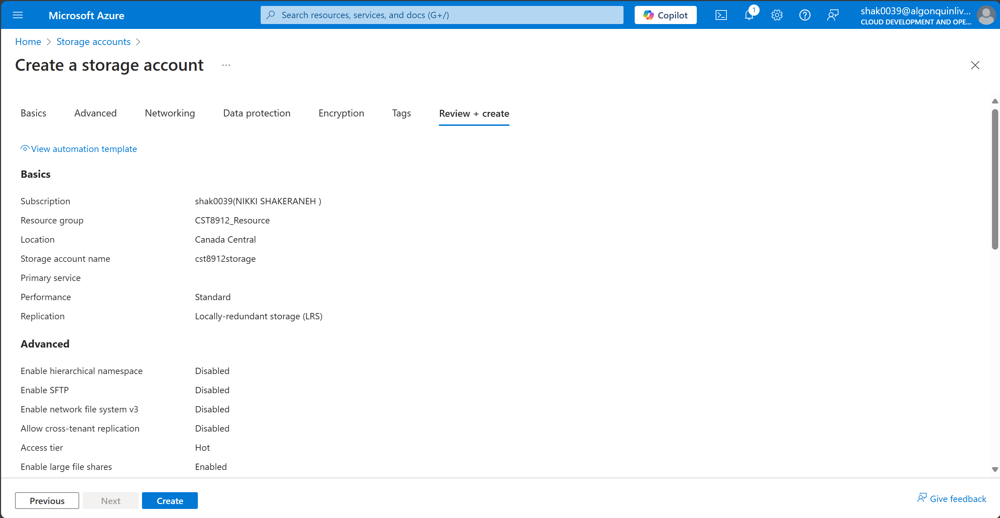 Microsoft Azure
Search resources, services, and docs (G+/)
Copilot
1
shak0039@algonquinliv...
CLOUD DEVELOPMENT AND OPE...
Home > Storage accounts >
Create a storage account ...
Basics Advanced Networking Data protection Encryption Tags Review + create
View automation template
Basics
Subscription shak0039(NIKKI SHAKERANEH )
Resource group CST8912_Resource
Location Canada Central
Storage account name cst8912storage
Primary service
Performance Standard
Replication Locally-redundant storage (LRS)
Advanced
Enable hierarchical namespace Disabled
Enable SFTP Disabled
Enable network file system v3 Disabled
Allow cross-tenant replication Disabled
Access tier Hot
Enable large file shares Enabled
Previous Next Create
Give feedback